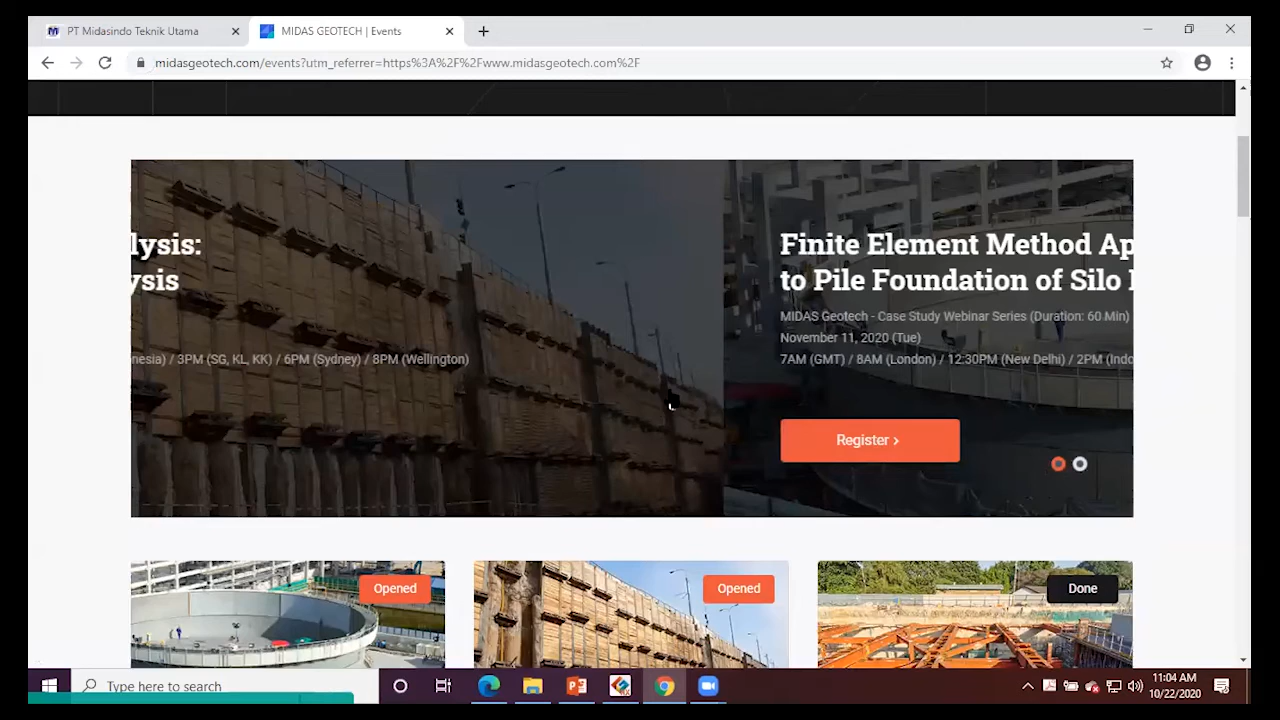 PT Midasindo Teknik Utama
MIDAS GEOTECH | Events
midasgeotech.com/events?utm_referrer=https%3A%2F%2Fwww.midasgeotech.com%2F
lysis:
ysis
nesia) / 3PM (SG, KL, KK) / 6PM (Sydney) / 8PM (Wellington)
Finite Element Method Ap
to Pile Foundation of Silo
MIDAS Geotech - Case Study Webinar Series (Duration: 60 Min)
November 11, 2020 (Tue)
7AM (GMT) / 8AM (London) / 12:30PM (New Delhi) / 2PM (Indo
Register >
Opened
Opened
Done
Type here to search
11:04 AM
10/22/2020